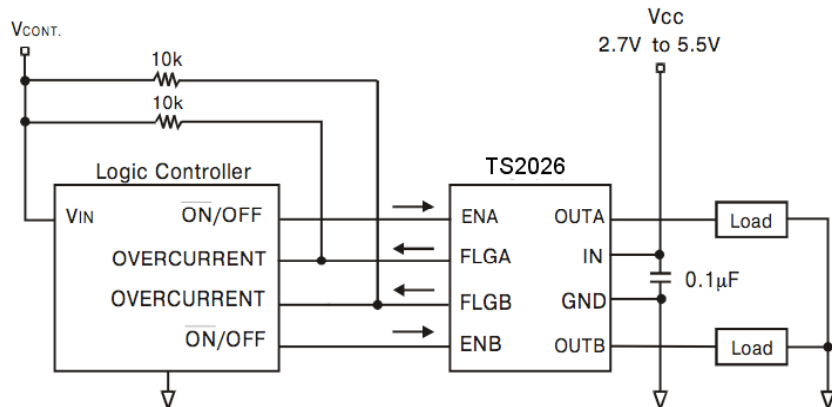 VCONT.
10k
10k
Vcc
2.7V to 5.5V
Logic Controller
VIN
ON/OFF
OVERCURRENT
OVERCURRENT
ON/OFF
TS2026
ENA
FLGA
FLGB
ENB
OUTA
IN
GND
OUTB
0.1µF
Load
Load